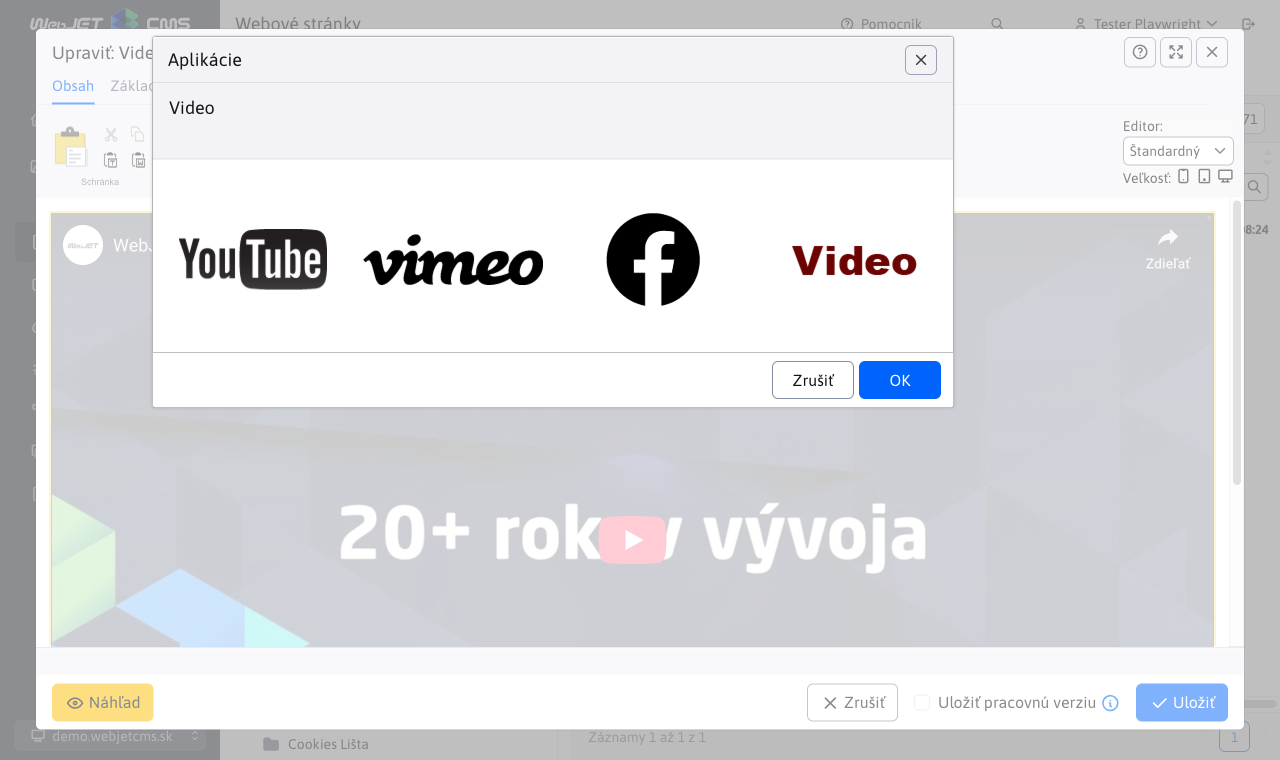 WebJET CMS
Webové stránky
Pomocník
Tester Playwright
Upraviť: Vide
Aplikácie
Obsah
Základ
Video
71
Editor:
Štandardný
Veľkosť:
Schránka
08:24
WebJET
WebJ
YouTube
vimeo
Video
Zdieľať
Zrušiť
OK
20+ rokov vývoja
Náhľad
Zrušiť
Uložiť pracovnú verziu
Uložiť
demo.webjetcms.sk
Cookies Lišta
Záznamy 1 až 1 z 1
1